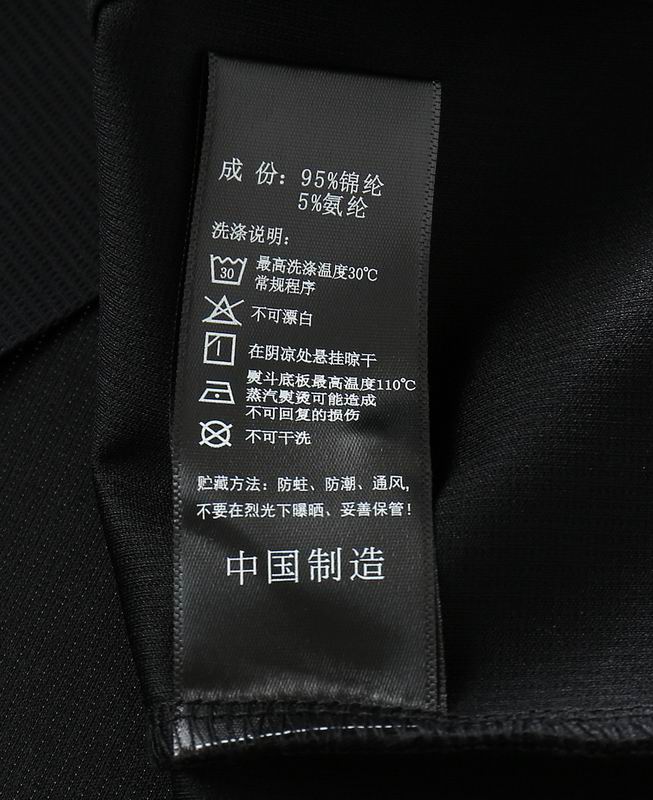 成 份：95%锦纶
5%氨纶
洗涤说明：
30
最高洗涤温度30℃
常规程序
不可漂白
在阴凉处悬挂晾干
熨斗底板最高温度110℃
蒸汽熨烫可能造成
不可回复的损伤
不可干洗
贮藏方法：防蛀、防潮、通风，
不要在烈光下曝晒、妥善保管！
中国制造